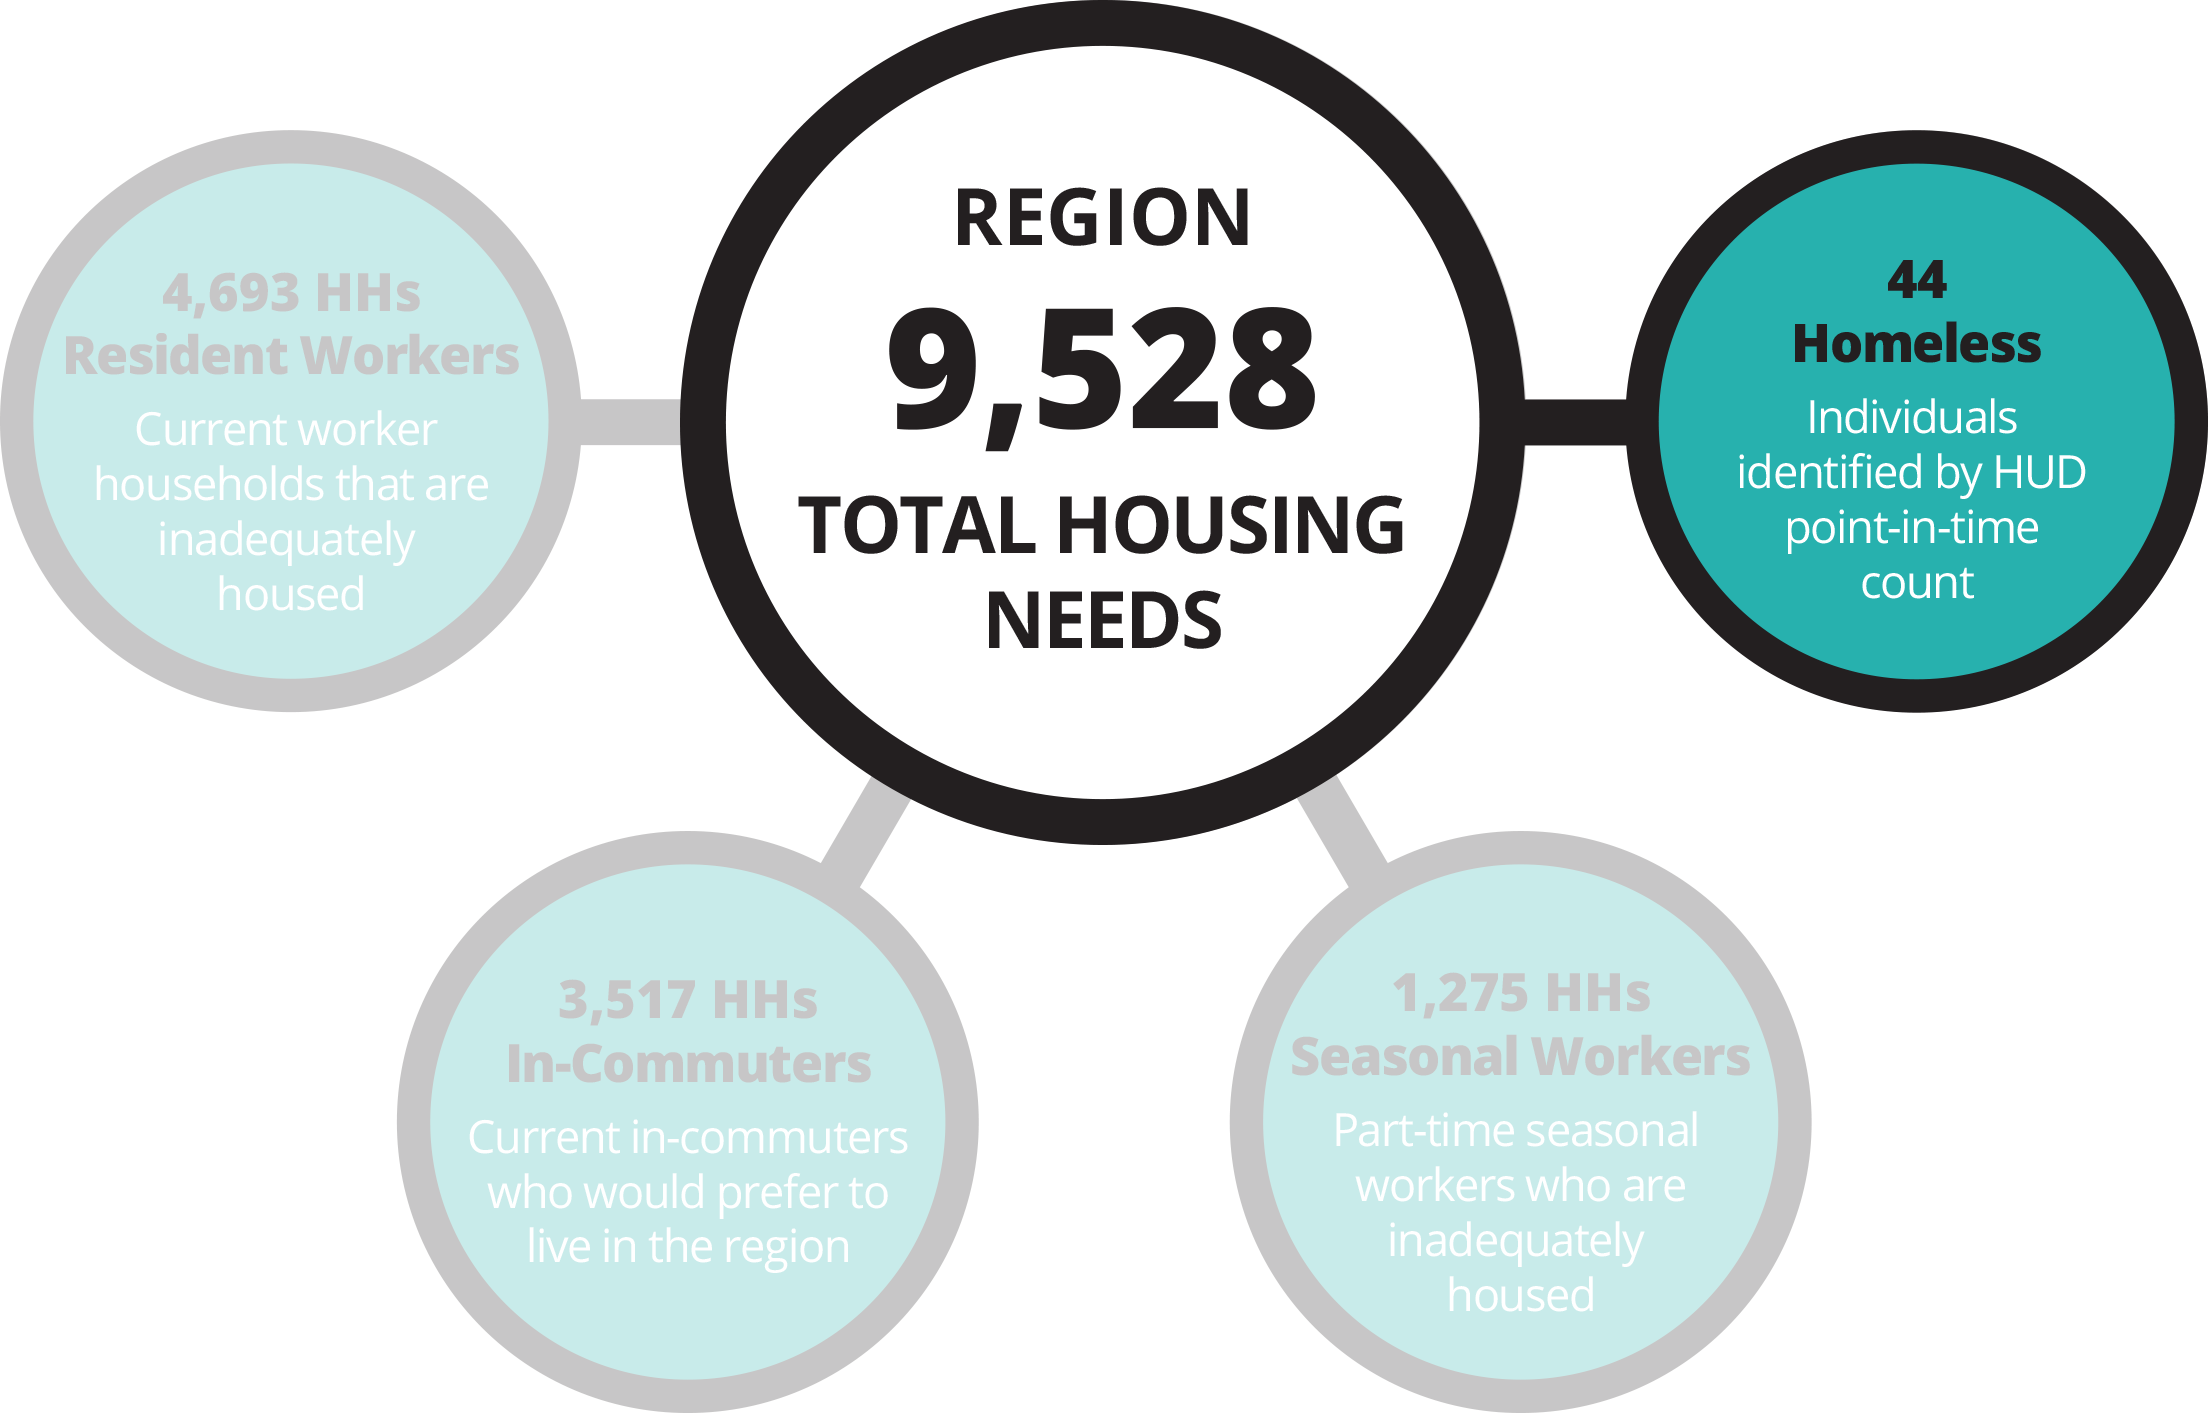 REGION
9,528
TOTAL HOUSING
NEEDS
4,693 HHs
Resident Workers
Current worker
households that are
inadequately
housed
44
Homeless
Individuals
identified by HUD
point-in-time
count
3,517 HHs
In-Commuters
Current in-commuters
who would prefer to
live in the region
1,275 HHs
Seasonal Workers
Part-time seasonal
workers who are
inadequately
housed